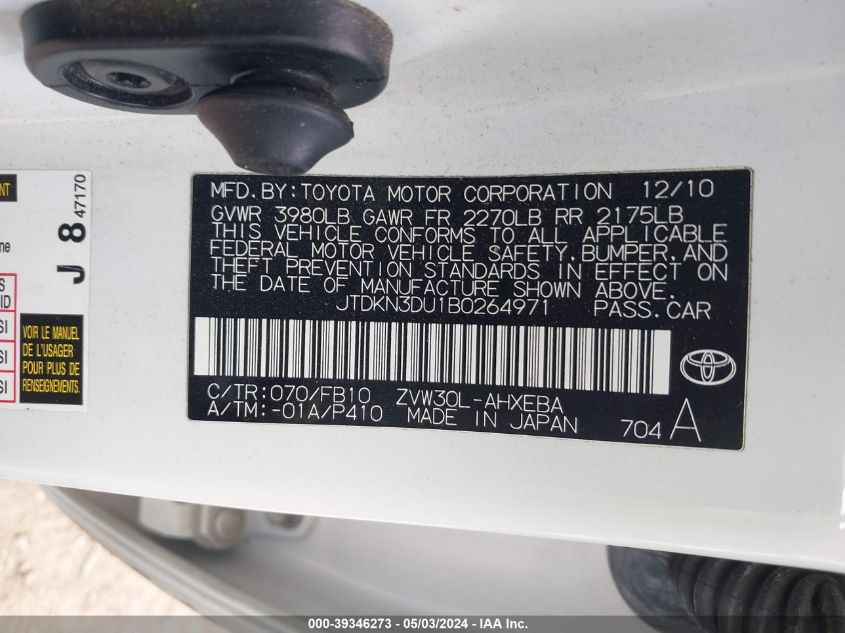 MFD. BY: TOYOTA MOTOR CORPORATION 12/10
GVWR 3980LB GAWR FR 2270LB RR 2175LB
THIS VEHICLE CONFORMS TO ALL APPLICABLE
FEDERAL MOTOR VEHICLE SAFETY, BUMPER, AND
THEFT PREVENTION STANDARDS IN EFFECT ON
THE DATE OF MANUFACTURE SHOWN ABOVE.
JTDKN3DU1B0264971 PASS. CAR
C/TR: 070/FB10 ZVW30L-AHXEBA
A/TM: -01A/P410 MADE IN JAPAN
704 A
J 8 47170
VOIR LE MANUEL
DE L'USAGER
POUR PLUS DE
RENSEIGNEMENTS.
000-39346273 - 05/03/2024 - IAA Inc.